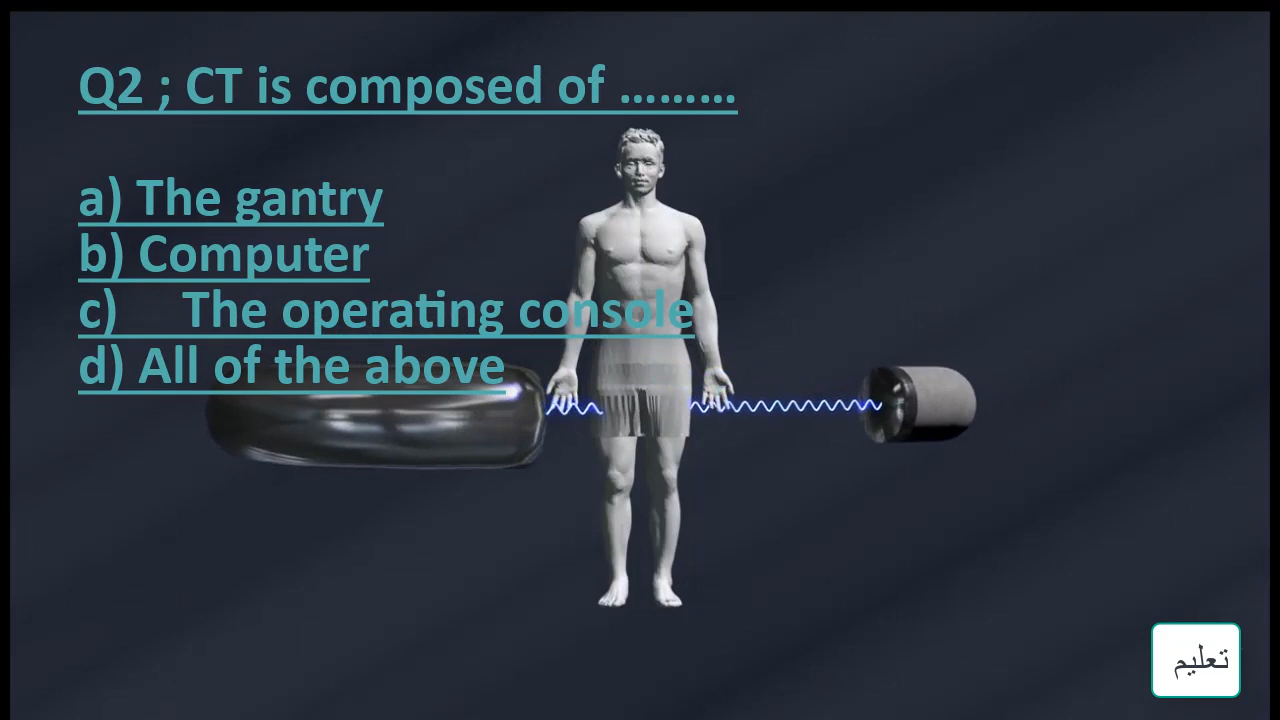 Q2 ; CT is composed of ………
a) The gantry
b) Computer
c) The operating console
d) All of the above
تعليم